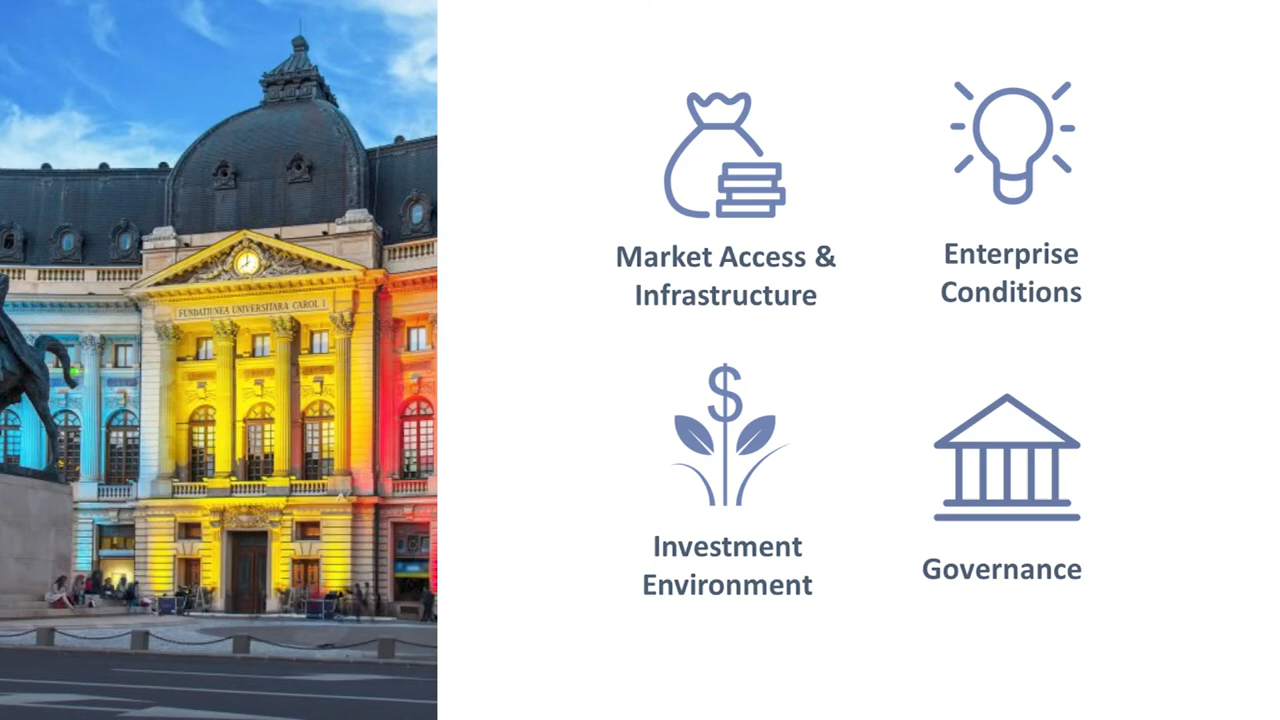 FUNDATIUNEA UNIVERSITARA CAROL I
Market Access &
Infrastructure
Enterprise
Conditions
$
Investment
Environment
Governance